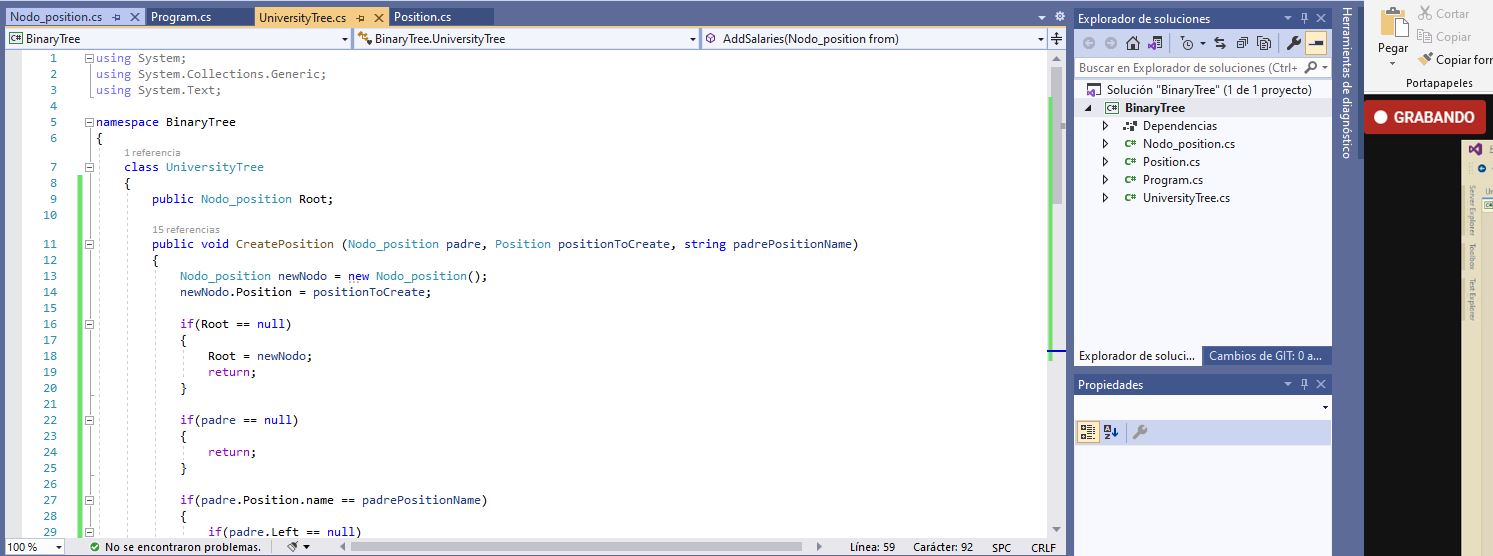 Nodo_position.cs
Program.cs
UniversityTree.cs
Position.cs
C# BinaryTree
BinaryTree.UniversityTree
AddSalaries(Nodo_position from)
1 using System;
2 using System.Collections.Generic;
3 using System.Text;
4
5 namespace BinaryTree
6 {
1 referencia
7 class UniversityTree
8 {
9 public Nodo_position Root;
10
15 referencias
11 public void CreatePosition (Nodo_position padre, Position positionToCreate, string padrePositionName)
12 {
13 Nodo_position newNodo = new Nodo_position();
14 newNodo.Position = positionToCreate;
15
16 if(Root == null)
17 {
18 Root = newNodo;
19 return;
20 }
21
22 if(padre == null)
23 {
24 return;
25 }
26
27 if(padre.Position.name == padrePositionName)
28 {
29 if(padre.Left == null)
100 %
No se encontraron problemas.
Línea: 59
Carácter: 92
SPC
CRLF
Explorador de soluciones
Buscar en Explorador de soluciones (Ctrl+
Solución "BinaryTree" (1 de 1 proyecto)
C# BinaryTree
Dependencias
C# Nodo_position.cs
C# Position.cs
C# Program.cs
C# UniversityTree.cs
Explorador de soluci...
Cambios de GIT: 0 a...
Propiedades
Herramientas de diagnóstico
Pegar
Cortar
Copiar
Copiar for
Portapapeles
GRABANDO
Server Explorer
Toolbox
Test Explorer